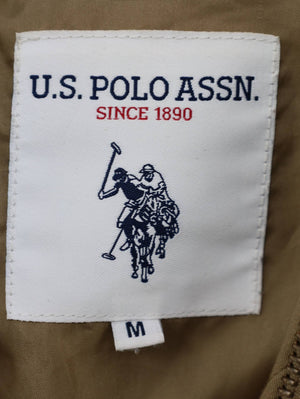 U.S. POLO ASSN.
SINCE 1890
M